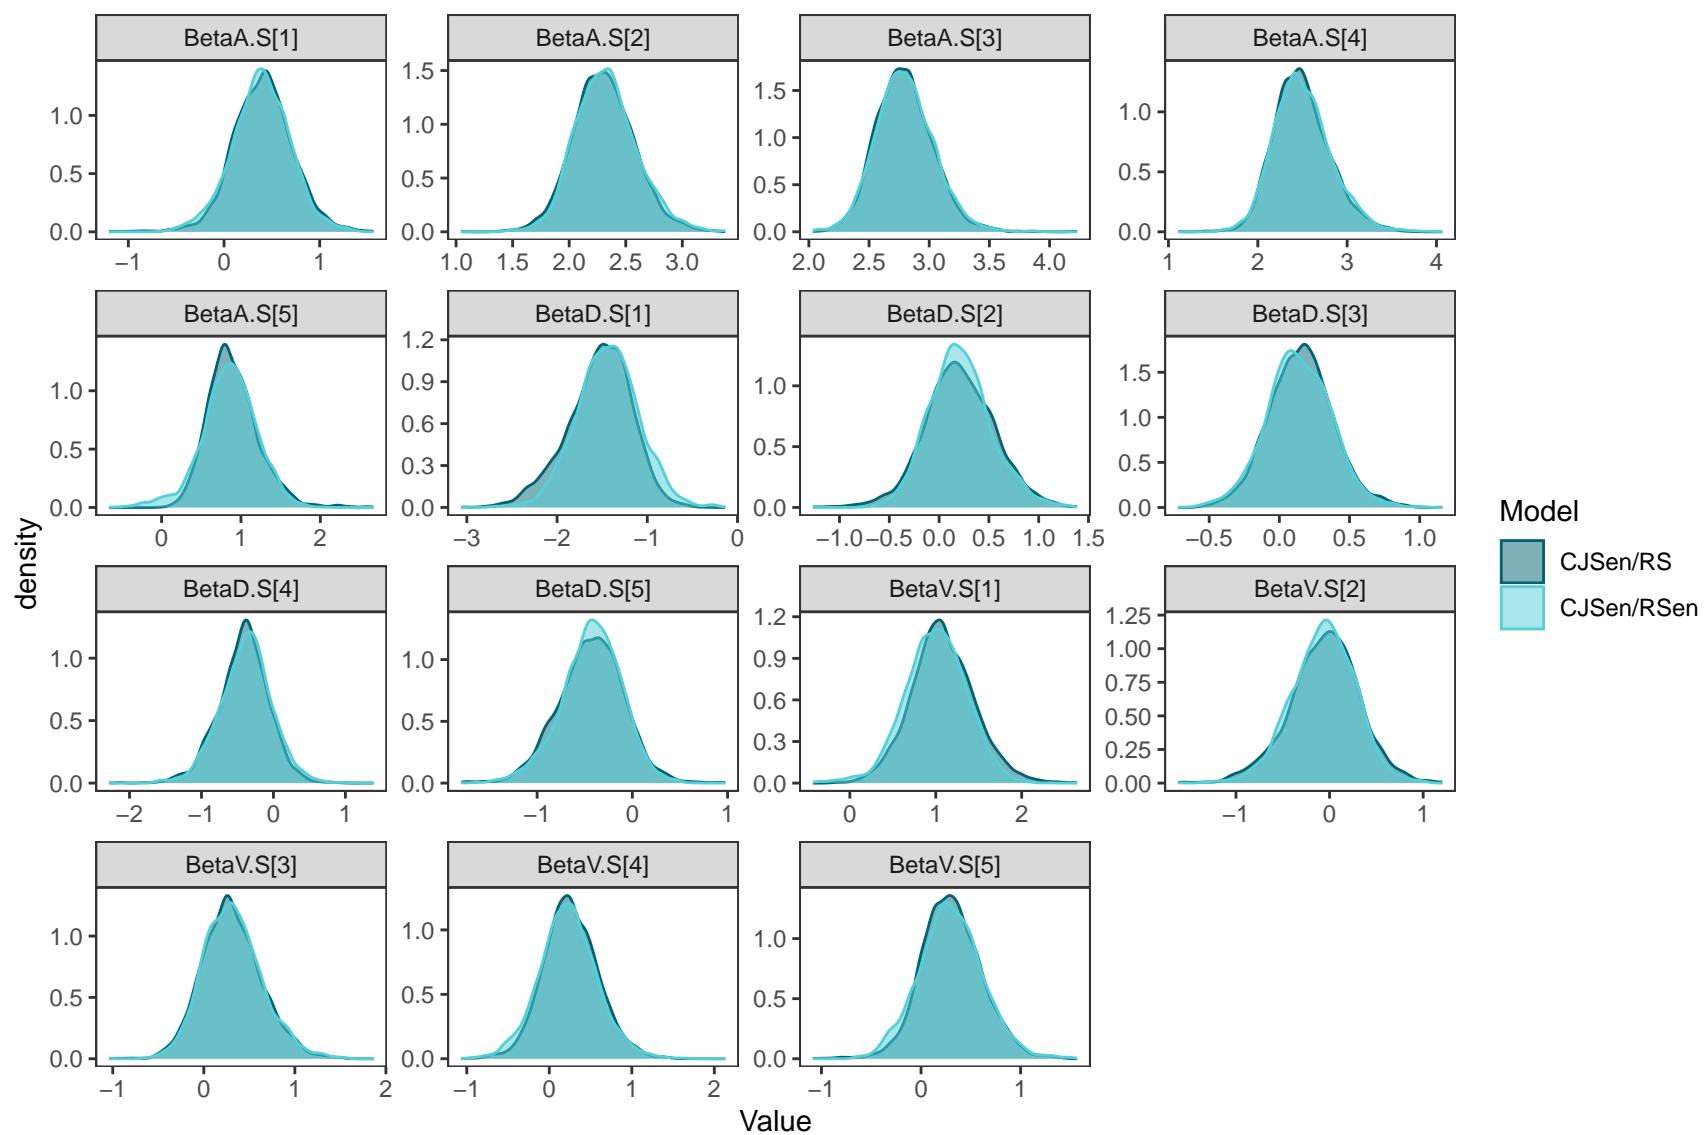 BetaA.S[1] BetaA.S[2] BetaA.S[3] BetaA.S[4]
1.0
0.5
0.0
−1 0 1
1.5
1.0
0.5
0.0
1.0 1.5 2.0 2.5 3.0
1.5
1.0
0.5
0.0
2.0 2.5 3.0 3.5 4.0
1.0
0.5
0.0
1 2 3 4
BetaA.S[5] BetaD.S[1] BetaD.S[2] BetaD.S[3]
1.0
0.5
0.0
0 1 2
1.2
0.9
0.6
0.3
0.0
−3 −2 −1 0
1.0
0.5
0.0
−1.0 −0.5 0.0 0.5 1.0 1.5
1.5
1.0
0.5
0.0
−0.5 0.0 0.5 1.0
BetaD.S[4] BetaD.S[5] BetaV.S[1] BetaV.S[2]
1.0
0.5
0.0
−2 −1 0 1
1.0
0.5
0.0
−1 0 1
1.2
0.9
0.6
0.3
0.0
0 1 2
1.25
1.00
0.75
0.50
0.25
0.00
−1 0 1
BetaV.S[3] BetaV.S[4] BetaV.S[5]
1.0
0.5
0.0
−1 0 1 2
1.0
0.5
0.0
−1 0 1 2
1.0
0.5
0.0
−1 0 1
density
Value
Model
CJSen/RS
CJSen/RSen